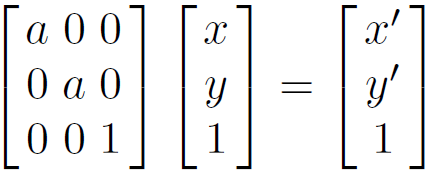 a 0 0 x x′
0 a 0 y = y′
0 0 1 1 1